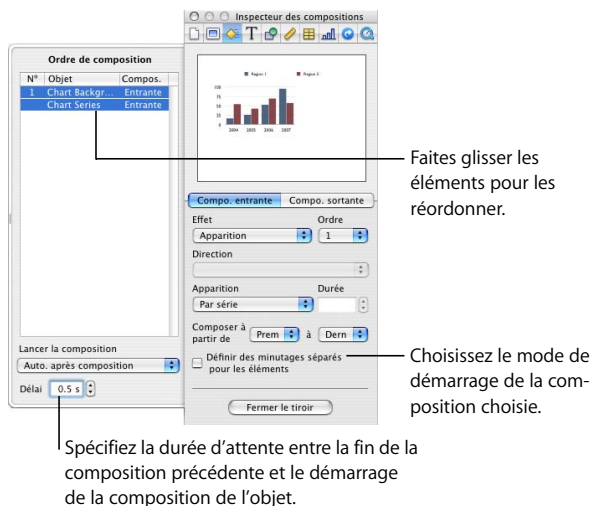 Inspecteur des compositions
Ordre de composition
N° Objet Compos.
1 Chart Backgr... Entrante
Chart Series Entrante
Region 1 Region 2
100
75
50
25
0
2004 2005 2006 2007
Faites glisser les
éléments pour les
réordonner.
Compo. entrante Compo. sortante
Effet Ordre
Apparition 1
Direction
Apparition Durée
Par série
Composer à
partir de Prem à Dern
Définir des minutages séparés
pour les éléments
Lancer la composition
Auto. après composition
Délai 0.5 s
Fermer le tiroir
Choisissez le mode de
démarrage de la com-
position choisie.
Spécifiez la durée d’attente entre la fin de la
composition précédente et le démarrage
de la composition de l’objet.